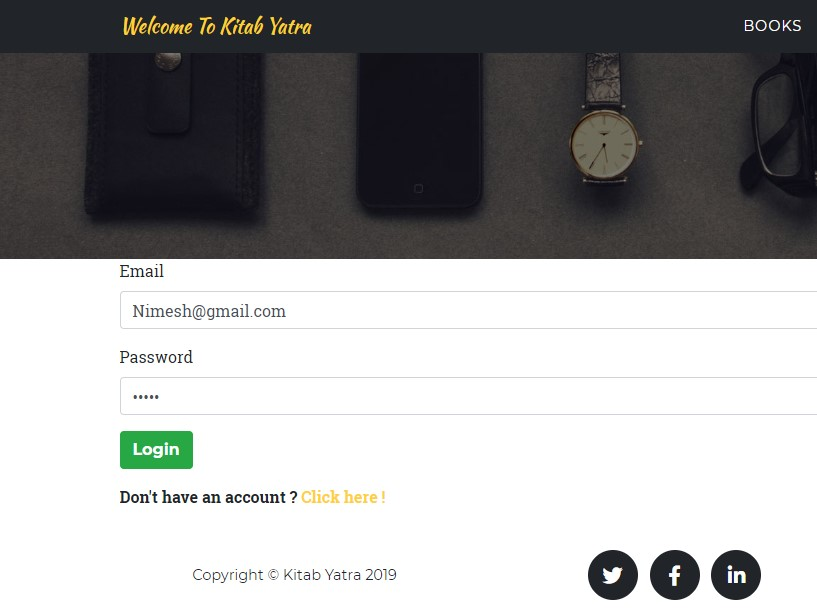 Welcome To Kitab Yatra
BOOKS
Email
Nimesh@gmail.com
Password
•••••
Login
Don't have an account ? Click here !
Copyright © Kitab Yatra 2019